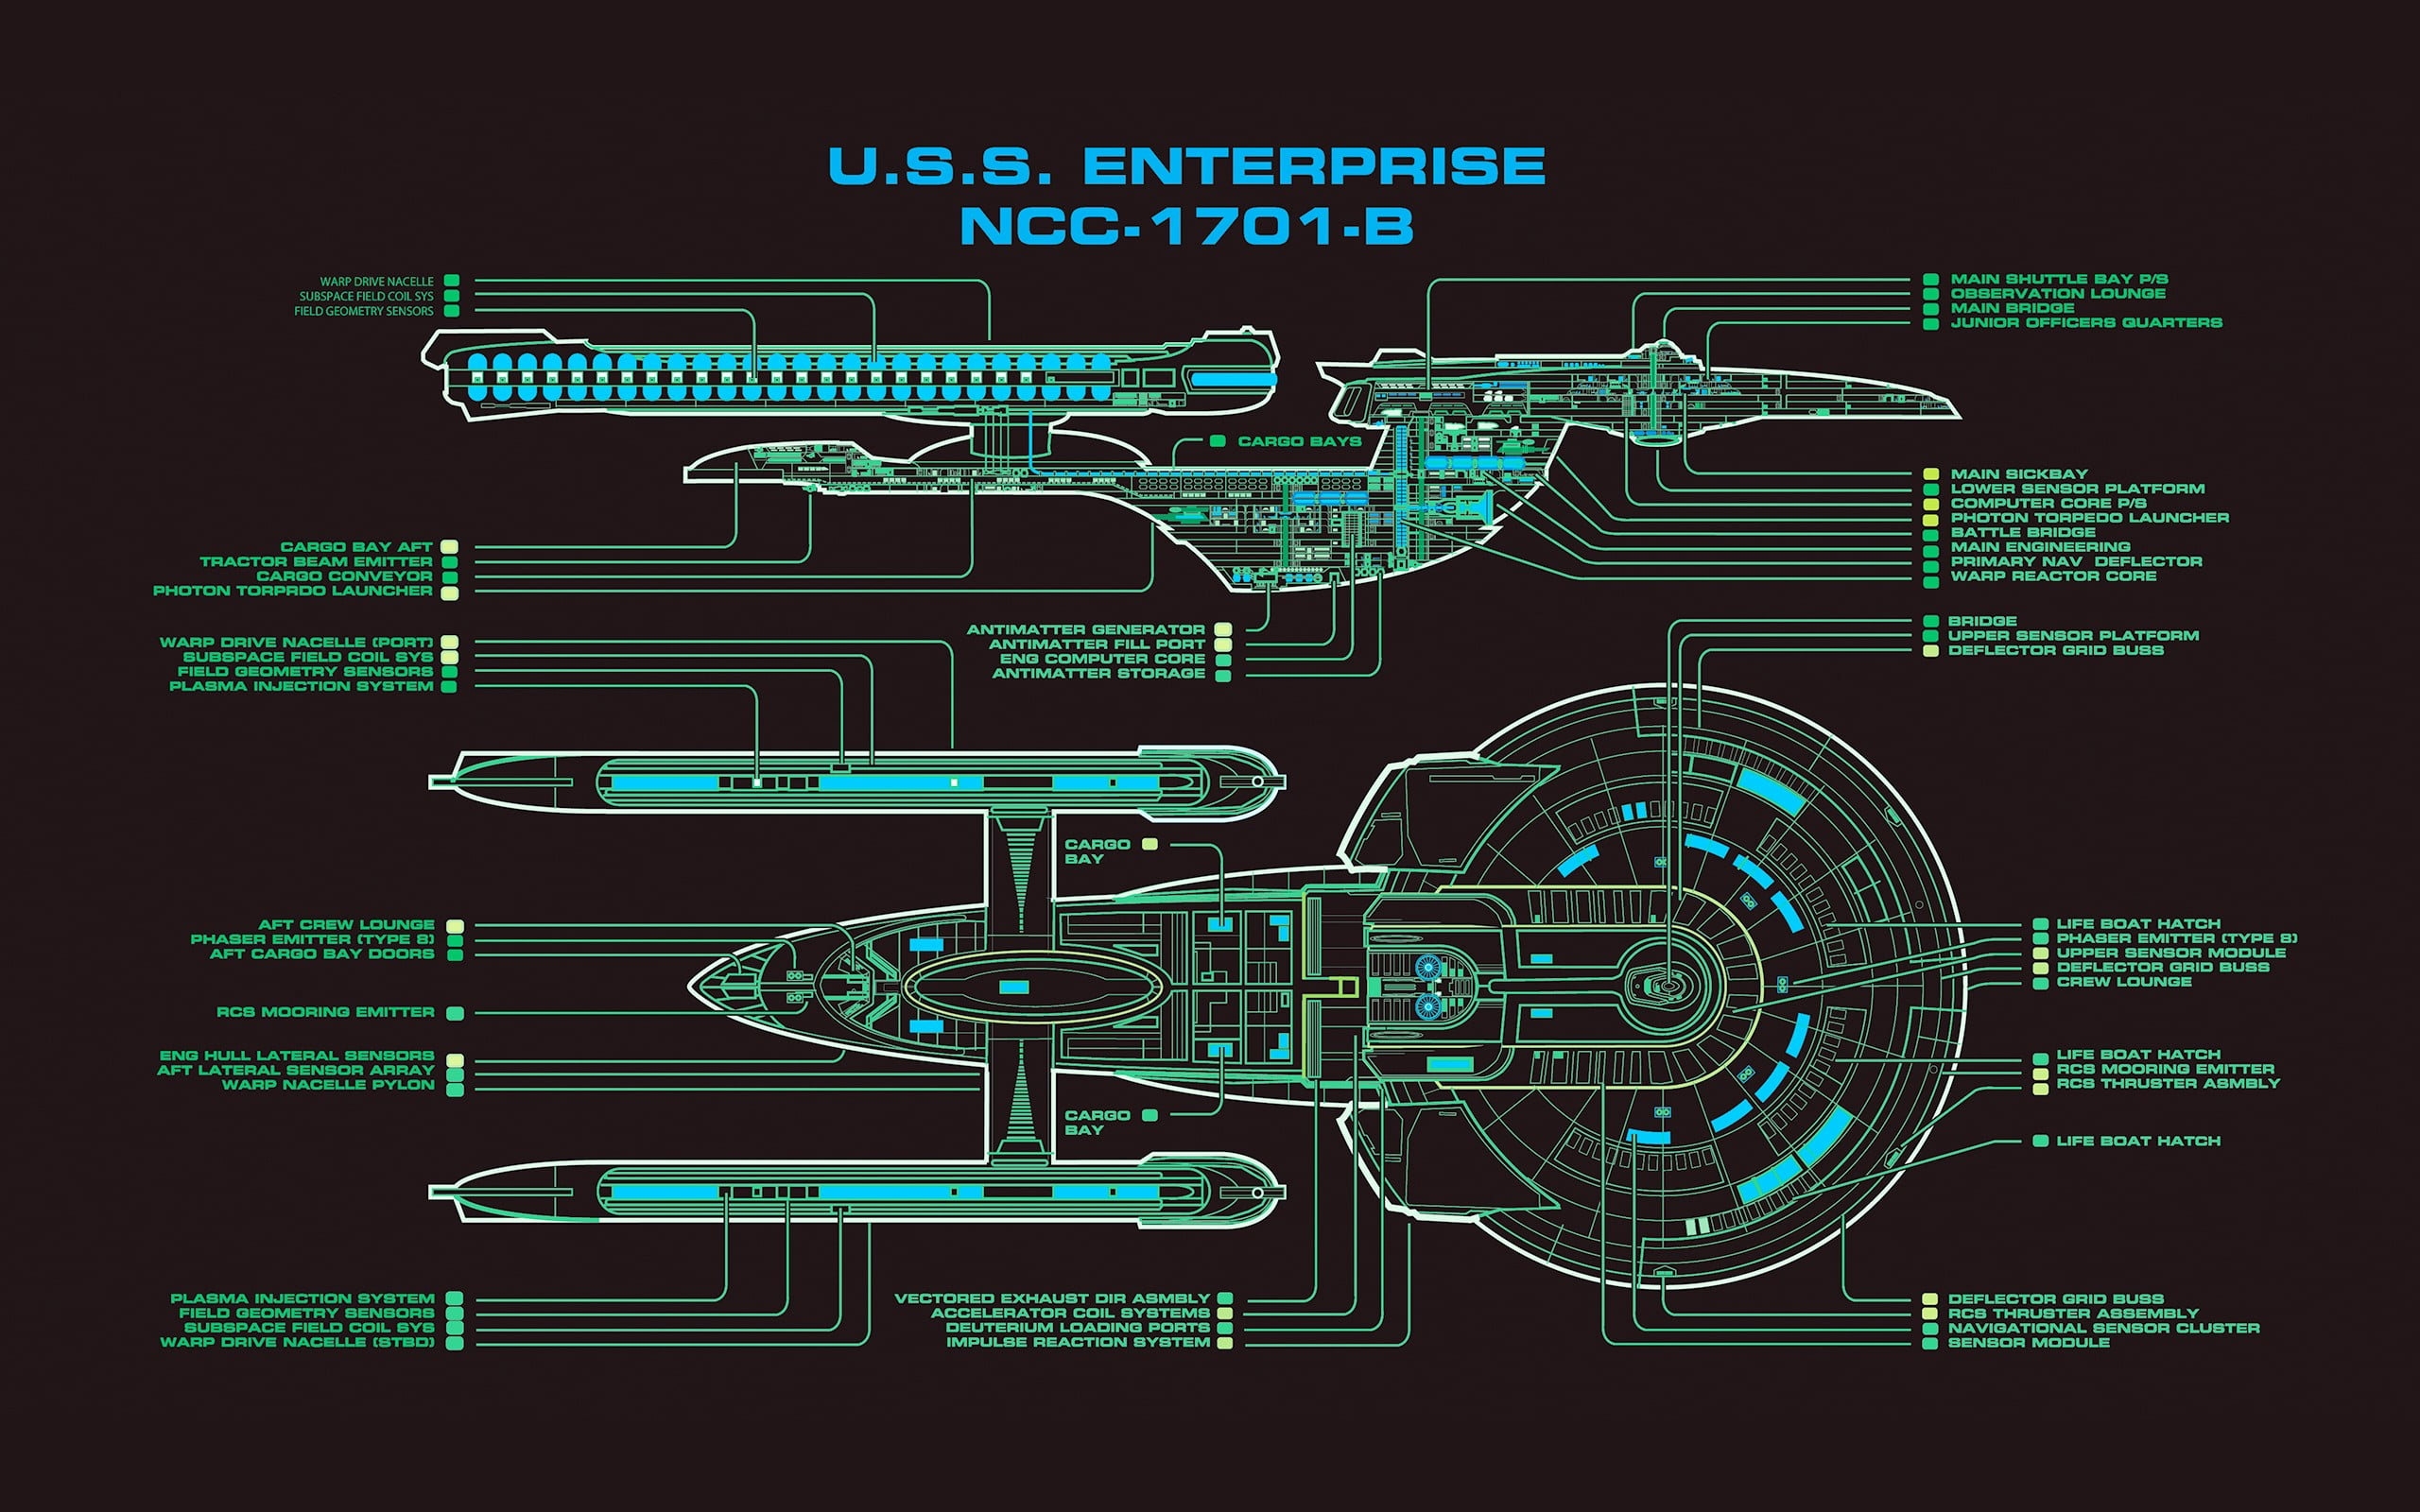 U.S.S. ENTERPRISE
NCC-1701-B
WARP DRIVE NACELLE
SUBSPACE FIELD COIL SYS
FIELD GEOMETRY SENSORS
MAIN SHUTTLE BAY P/S
OBSERVATION LOUNGE
MAIN BRIDGE
JUNIOR OFFICERS QUARTERS
CARGO BAYS
MAIN SICKBAY
LOWER SENSOR PLATFORM
COMPUTER CORE P/S
PHOTON TORPEDO LAUNCHER
BATTLE BRIDGE
MAIN ENGINEERING
PRIMARY NAV DEFLECTOR
WARP REACTOR CORE
CARGO BAY AFT
TRACTOR BEAM EMITTER
CARGO CONVEYOR
PHOTON TORPRDO LAUNCHER
ANTIMATTER GENERATOR
ANTIMATTER FILL PORT
ENG COMPUTER CORE
ANTIMATTER STORAGE
WARP DRIVE NACELLE (PORT)
SUBSPACE FIELD COIL SYS
FIELD GEOMETRY SENSORS
PLASMA INJECTION SYSTEM
BRIDGE
UPPER SENSOR PLATFORM
DEFLECTOR GRID BUSS
CARGO
BAY
AFT CREW LOUNGE
PHASER EMITTER (TYPE 8)
AFT CARGO BAY DOORS
RCS MOORING EMITTER
ENG HULL LATERAL SENSORS
AFT LATERAL SENSOR ARRAY
WARP NACELLE PYLON
CARGO
BAY
LIFE BOAT HATCH
PHASER EMITTER (TYPE 8)
UPPER SENSOR MODULE
DEFLECTOR GRID BUSS
CREW LOUNGE
LIFE BOAT HATCH
RCS MOORING EMITTER
RCS THRUSTER ASMBLY
LIFE BOAT HATCH
PLASMA INJECTION SYSTEM
FIELD GEOMETRY SENSORS
SUBSPACE FIELD COIL SYS
WARP DRIVE NACELLE (STBD)
VECTORED EXHAUST DIR ASMBLY
ACCELERATOR COIL SYSTEMS
DEUTERIUM LOADING PORTS
IMPULSE REACTION SYSTEM
DEFLECTOR GRID BUSS
RCS THRUSTER ASSEMBLY
NAVIGATIONAL SENSOR CLUSTER
SENSOR MODULE